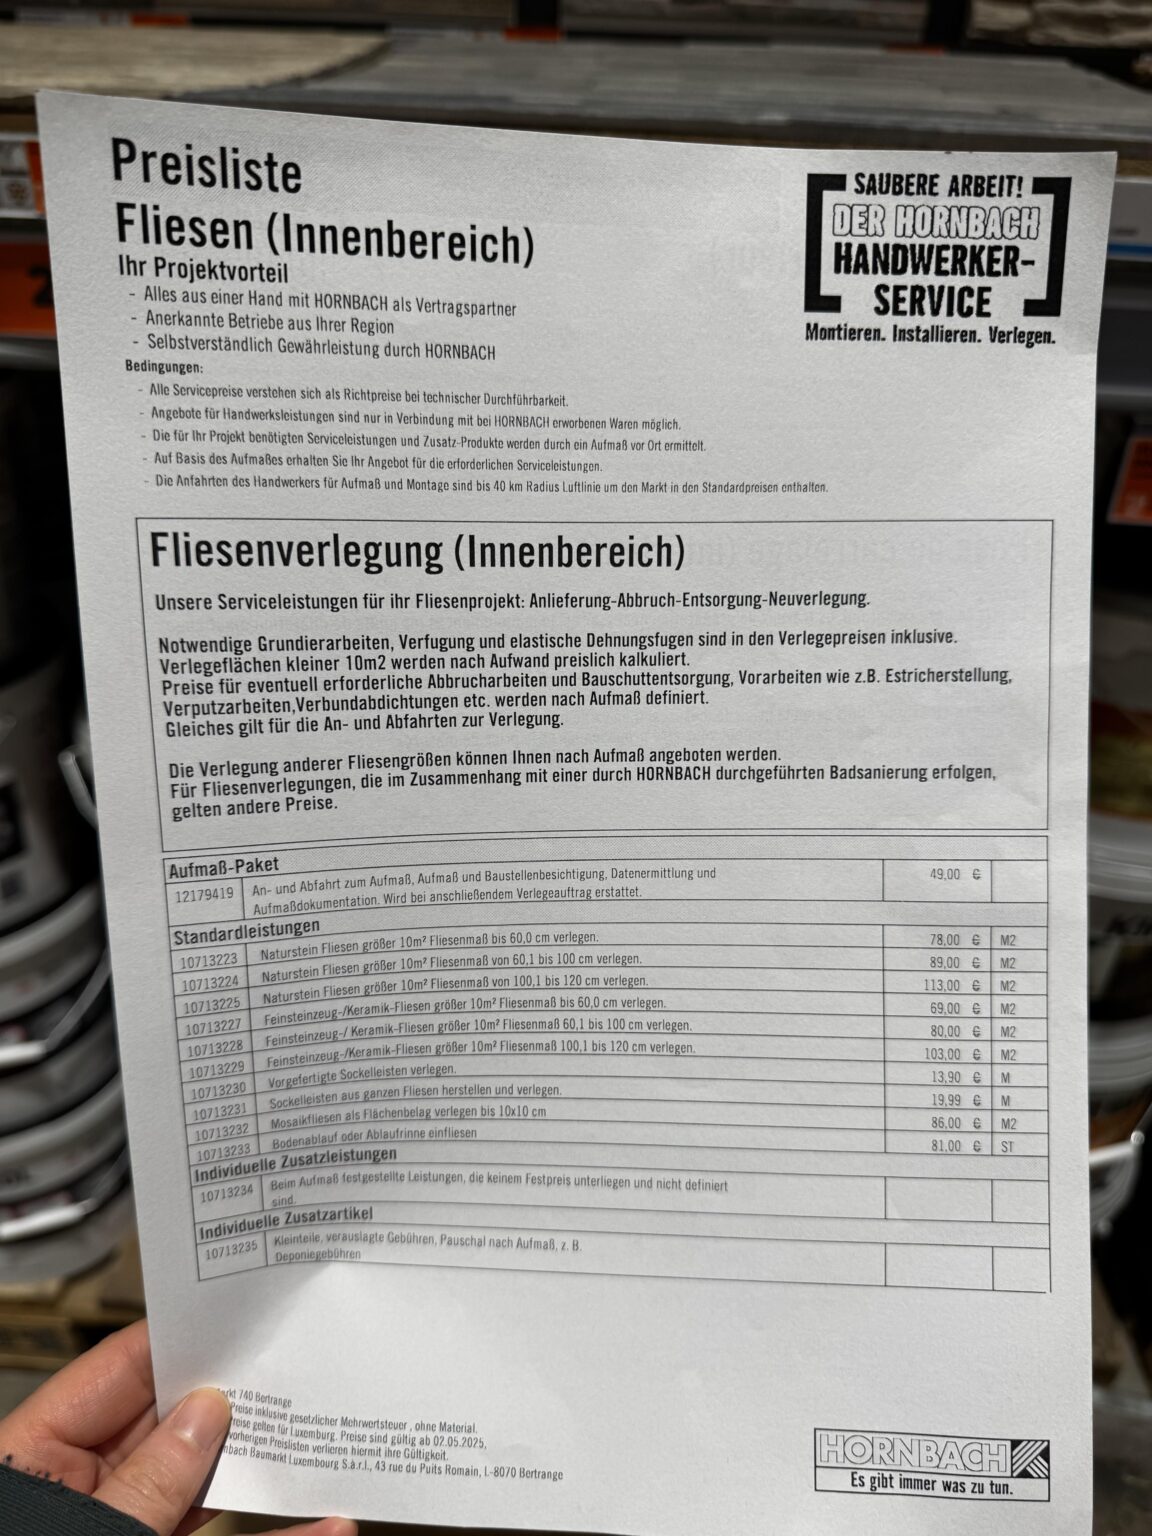 Preisliste
Fliesen (Innenbereich)
Ihr Projektvorteil
- Alles aus einer Hand mit HORNBACH als Vertragspartner
- Anerkannte Betriebe aus Ihrer Region
- Selbstverständlich Gewährleistung durch HORNBACH
SAUBERE ARBEIT!
DER HORNBACH
HANDWERKER-
SERVICE
Montieren. Installieren. Verlegen.
Bedingungen:
- Alle Servicepreise verstehen sich als Richtpreise bei technischer Durchführbarkeit.
- Angebote für Handwerksleistungen sind nur in Verbindung mit bei HORNBACH erworbenen Waren möglich.
- Die für Ihr Projekt benötigten Serviceleistungen und Zusatz-Produkte werden durch ein Aufmaß vor Ort ermittelt.
- Auf Basis des Aufmaßes erhalten Sie Ihr Angebot für die erforderlichen Serviceleistungen.
- Die Anfahrten des Handwerkers für Aufmaß und Montage sind bis 40 km Radius Luftlinie um den Markt in den Standardpreisen enthalten.
Fliesenverlegung (Innenbereich)
Unsere Serviceleistungen für ihr Fliesenprojekt: Anlieferung-Abbruch-Entsorgung-Neuverlegung.
Notwendige Grundierarbeiten, Verfugung und elastische Dehnungsfugen sind in den Verlegepreisen inklusive.
Verlegeflächen kleiner 10m2 werden nach Aufwand preislich kalkuliert.
Preise für eventuell erforderliche Abbrucharbeiten und Bauschuttentsorgung, Vorarbeiten wie z.B. Estricherstellung,
Verputzarbeiten,Verbundabdichtungen etc. werden nach Aufmaß definiert.
Gleiches gilt für die An- und Abfahrten zur Verlegung.
Die Verlegung anderer Fliesengrößen können Ihnen nach Aufmaß angeboten werden.
Für Fliesenverlegungen, die im Zusammenhang mit einer durch HORNBACH durchgeführten Badsanierung erfolgen,
gelten andere Preise.
Aufmaß-Paket
12179419 An- und Abfahrt zum Aufmaß, Aufmaß und Baustellenbesichtigung, Datenermittlung und 49,00 €
Aufmaßdokumentation. Wird bei anschließendem Verlegeauftrag erstattet.
Standardleistungen
10713223 Naturstein Fliesen größer 10m² Fliesenmaß bis 60,0 cm verlegen. 78,00 € M2
10713224 Naturstein Fliesen größer 10m² Fliesenmaß von 60,1 bis 100 cm verlegen. 89,00 € M2
10713225 Naturstein Fliesen größer 10m² Fliesenmaß von 100,1 bis 120 cm verlegen. 113,00 € M2
10713227 Feinsteinzeug-/Keramik-Fliesen größer 10m² Fliesenmaß bis 60,0 cm verlegen. 69,00 € M2
10713228 Feinsteinzeug-/ Keramik-Fliesen größer 10m² Fliesenmaß 60,1 bis 100 cm verlegen. 80,00 € M2
10713229 Feinsteinzeug-/Keramik-Fliesen größer 10m² Fliesenmaß 100,1 bis 120 cm verlegen. 103,00 € M2
10713230 Vorgefertigte Sockelleisten verlegen. 13,90 € M
10713231 Sockelleisten aus ganzen Fliesen herstellen und verlegen. 19,99 € M
10713232 Mosaikfliesen als Flächenbelag verlegen bis 10x10 cm 86,00 € M2
10713233 Bodenablauf oder Ablaufrinne einfliesen 81,00 € ST
Individuelle Zusatzleistungen
10713234 Beim Aufmaß festgestellte Leistungen, die keinem Festpreis unterliegen und nicht definiert
sind.
Individuelle Zusatzartikel
10713235 Kleinteile, verauslagte Gebühren, Pauschal nach Aufmaß, z. B.
Deponiegebühren
740 Bertrange
Preise inklusive gesetzlicher Mehrwertsteuer , ohne Material.
gelten für Luxemburg. Preise sind gültig ab 02.05.2025,
vorherigen Preislisten verlieren hiermit ihre Gültigkeit.
Baumarkt Luxembourg S.à.r.l., 43 rue du Puits Romain, L-8070 Bertrange
HORNBACH
Es gibt immer was zu tun.